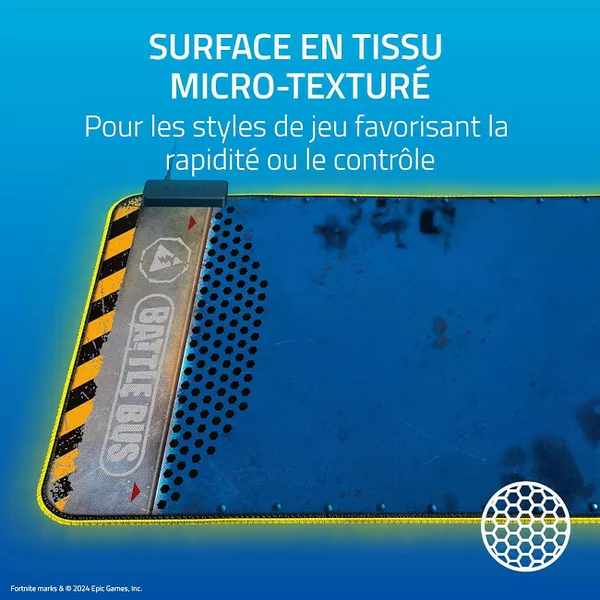 SURFACE EN TISSU
MICRO-TEXTURÉ
Pour les styles de jeu favorisant la
rapidité ou le contrôle
BATTLE BUS
Fortnite marks & © 2024 Epic Games, Inc.